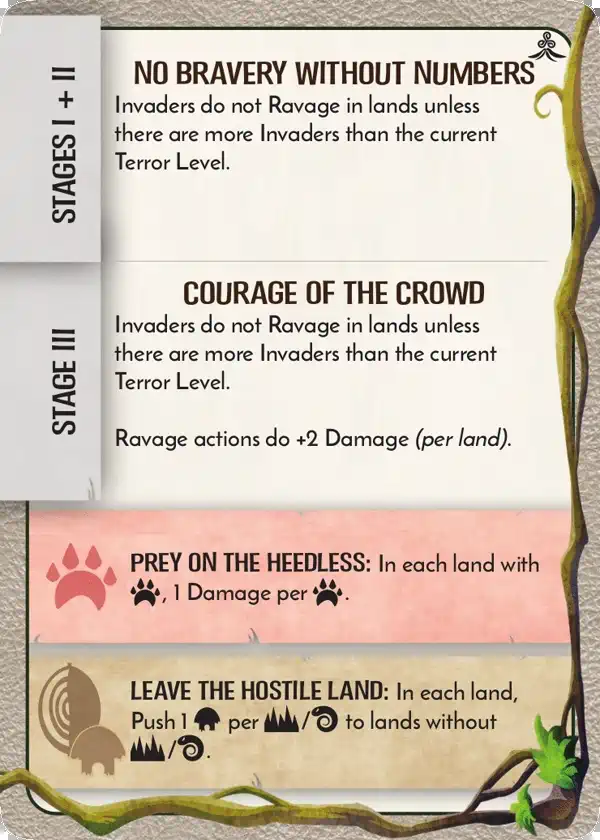 STAGES I + II
NO BRAVERY WITHOUT NUMBERS
Invaders do not Ravage in lands unless
there are more Invaders than the current
Terror Level.
STAGE III
COURAGE OF THE CROWD
Invaders do not Ravage in lands unless
there are more Invaders than the current
Terror Level.
Ravage actions do +2 Damage (per land).
PREY ON THE HEEDLESS: In each land with
, 1 Damage per .
LEAVE THE HOSTILE LAND: In each land,
Push 1 per / to lands without
/ .